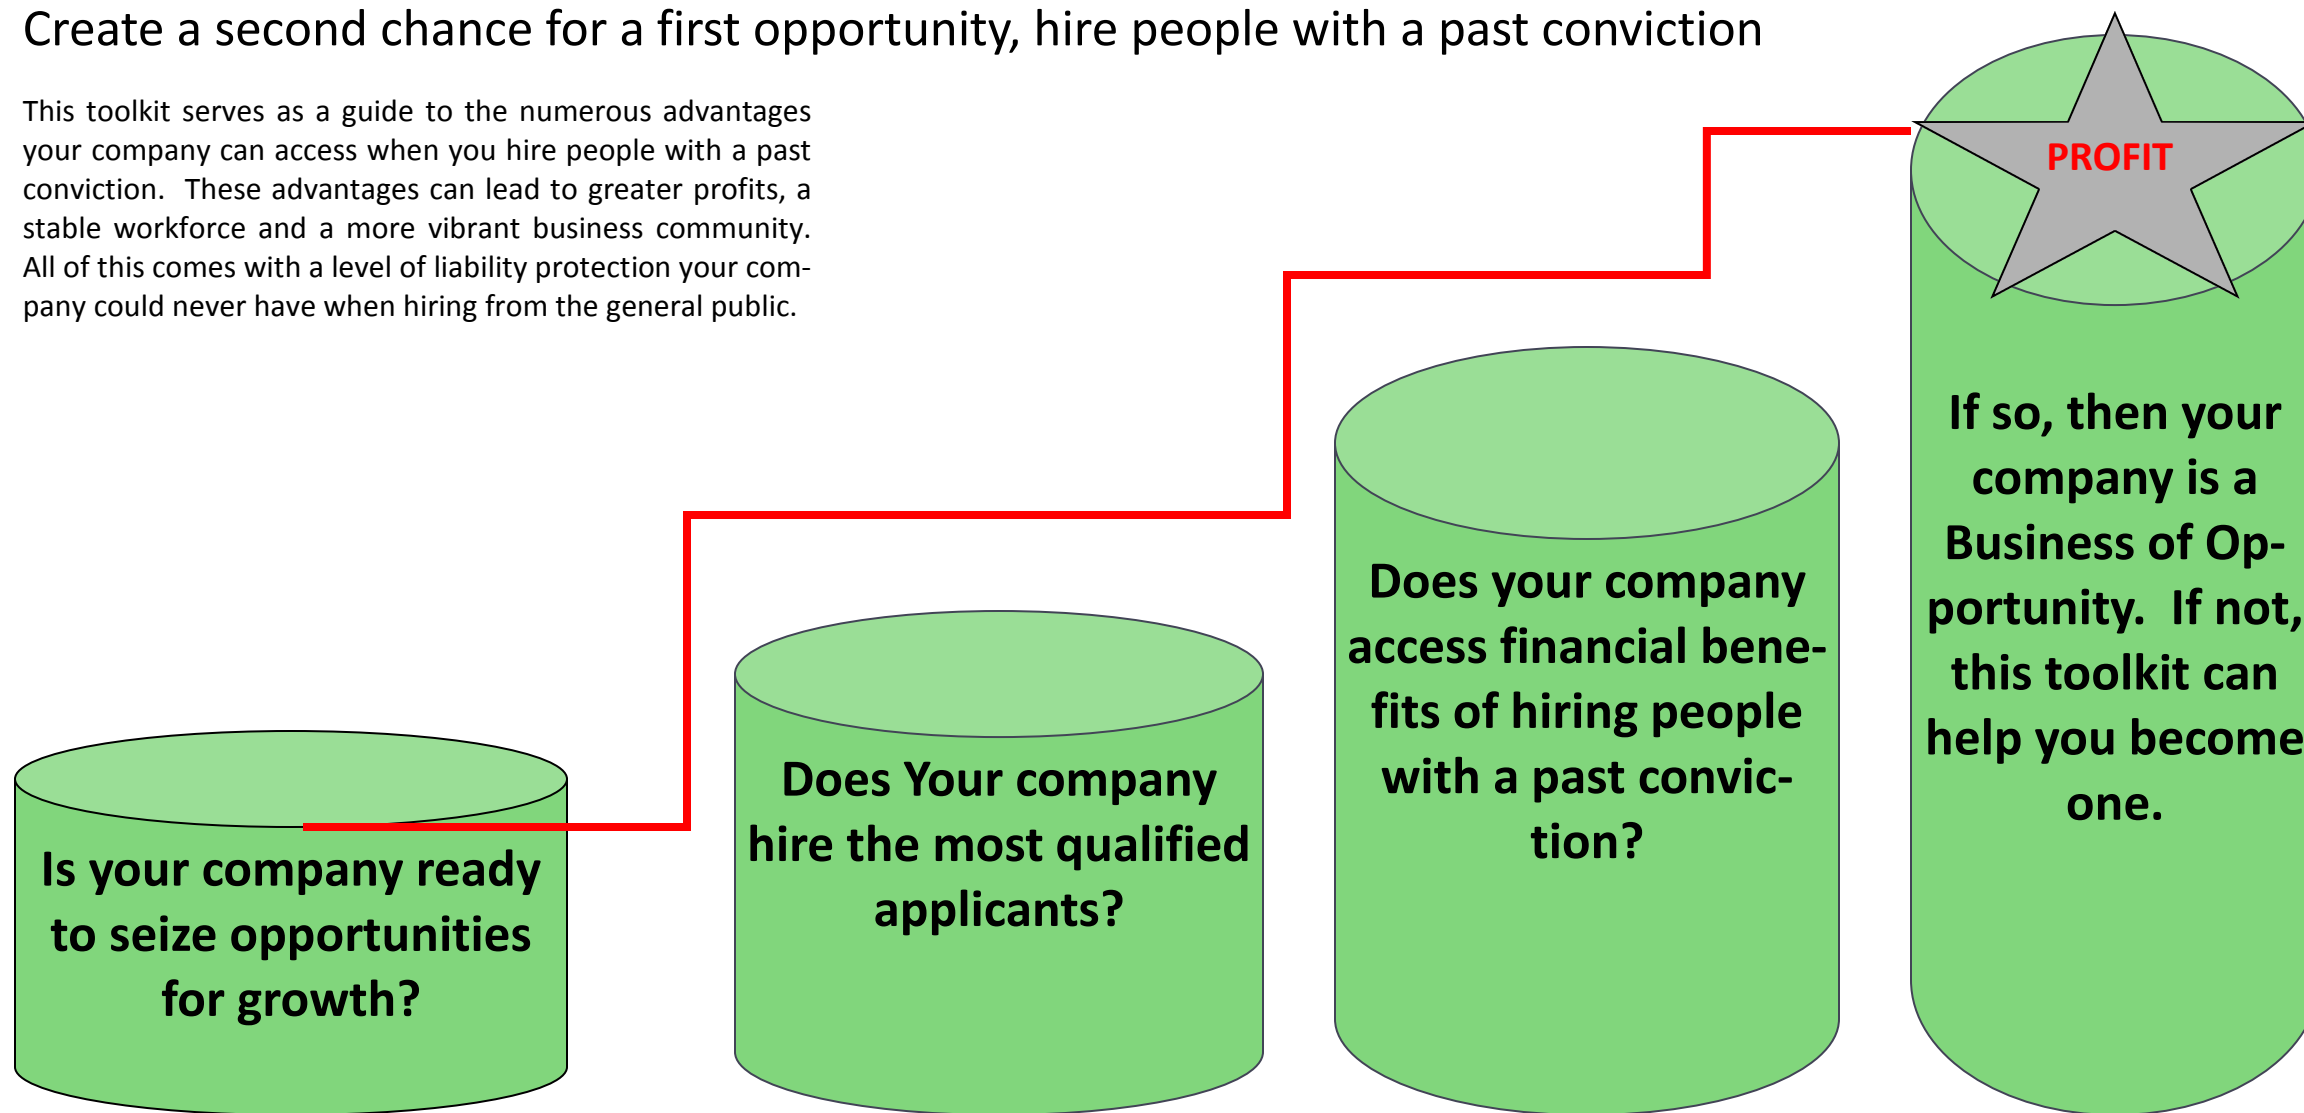 Create a second chance for a first opportunity, hire people with a past conviction
This toolkit serves as a guide to the numerous advantages
your company can access when you hire people with a past
conviction.  These advantages can lead to greater profits, a
stable workforce and a more vibrant business community.
All of this comes with a level of liability protection your com-
pany could never have when hiring from the general public.
Is your company ready
to seize opportunities
for growth?
Does Your company
hire the most qualified
applicants?
Does your company
access financial bene-
fits of hiring people
with a past convic-
tion?
PROFIT
If so, then your
company is a
Business of Op-
portunity.  If not,
this toolkit can
help you become
one.